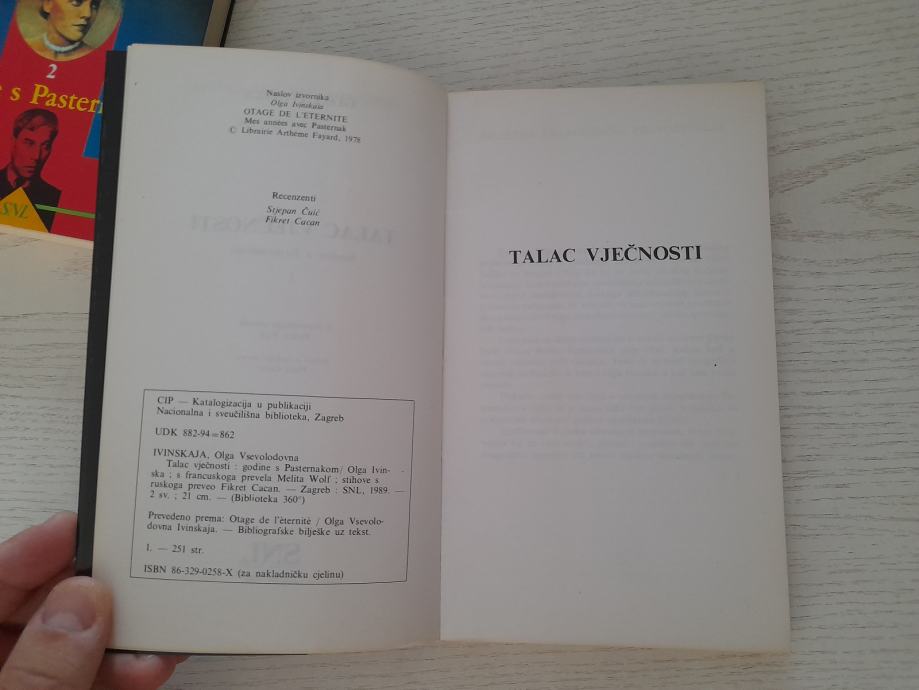 2
s Pastern
SNL
Naslov izvornika
Olga Ivinskaia
OTAGE DE L'ETERNITE
Mes années avec Pasternak
© Librairie Arthème Fayard, 1978
Recenzenti
Stjepan Čuić
Fikret Cacan
CIP — Katalogizacija u publikaciji
Nacionalna i sveučilišna biblioteka, Zagreb
UDK 882-94=862
IVINSKAJA, Olga Vsevolodovna
Talac vječnosti : godine s Pasternakom/ Olga Ivin-
ska ; s francuskoga prevela Melita Wolf ; stihove s
ruskoga preveo Fikret Cacan. — Zagreb : SNL, 1989. —
2 sv. ; 21 cm. — (Biblioteka 360°)
Prevedeno prema: Otage de l'èternitè / Olga Vsevolo-
dovna Ivinskaja. — Bibliografske bilješke uz tekst.
1. — 251 str.
ISBN 86-329-0258-X (za nakladničku cjelinu)
TALAC VJEČNOSTI